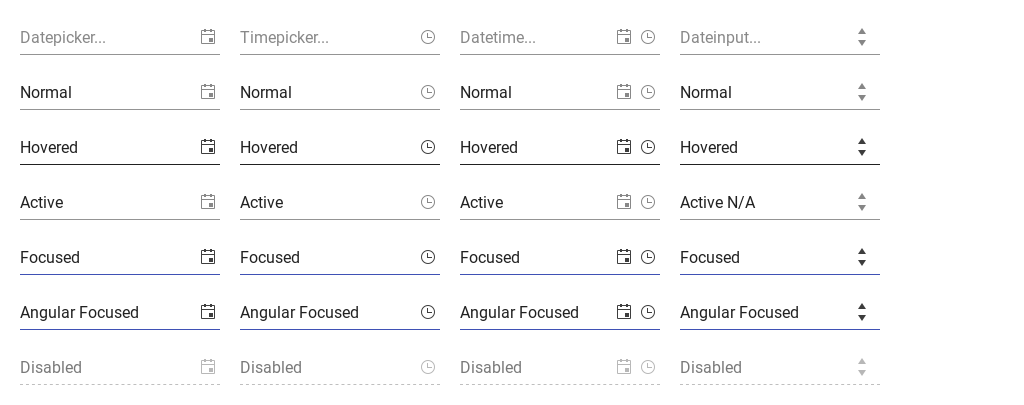 Datepicker... Timepicker... Datetime... Dateinput...
Normal Normal Normal Normal
Hovered Hovered Hovered Hovered
Active Active Active Active N/A
Focused Focused Focused Focused
Angular Focused Angular Focused Angular Focused Angular Focused
Disabled Disabled Disabled Disabled